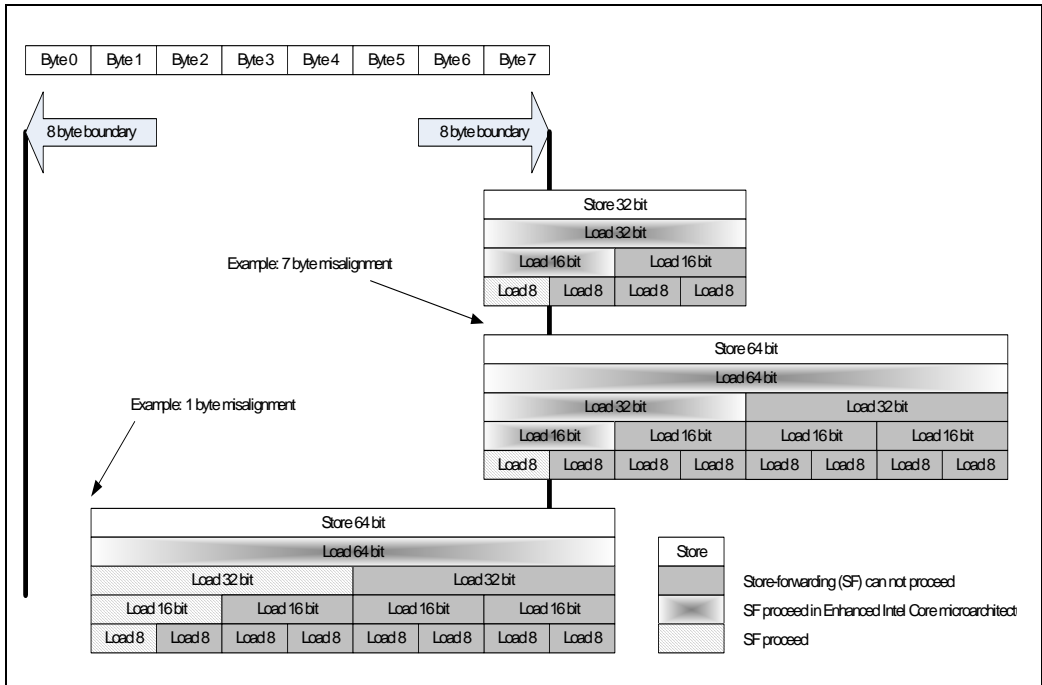 Byte 0 Byte 1 Byte 2 Byte 3 Byte 4 Byte 5 Byte 6 Byte 7
8 byte boundary 8 byte boundary
Store 32 bit
Load 32 bit
Example: 7 byte misalignment
Load 16 bit Load 16 bit
Load 8 Load 8 Load 8 Load 8
Store 64 bit
Load 64 bit
Example: 1 byte misalignment
Load 32 bit Load 32 bit
Load 16 bit Load 16 bit Load 16 bit Load 16 bit
Load 8 Load 8 Load 8 Load 8 Load 8 Load 8 Load 8 Load 8
Store 64 bit
Load 64 bit
Load 32 bit Load 32 bit
Load 16 bit Load 16 bit Load 16 bit Load 16 bit
Load 8 Load 8 Load 8 Load 8 Load 8 Load 8 Load 8 Load 8
Store
Store-forwarding (SF) can not proceed
SF proceed in Enhanced Intel Core microarchitect
SF proceed